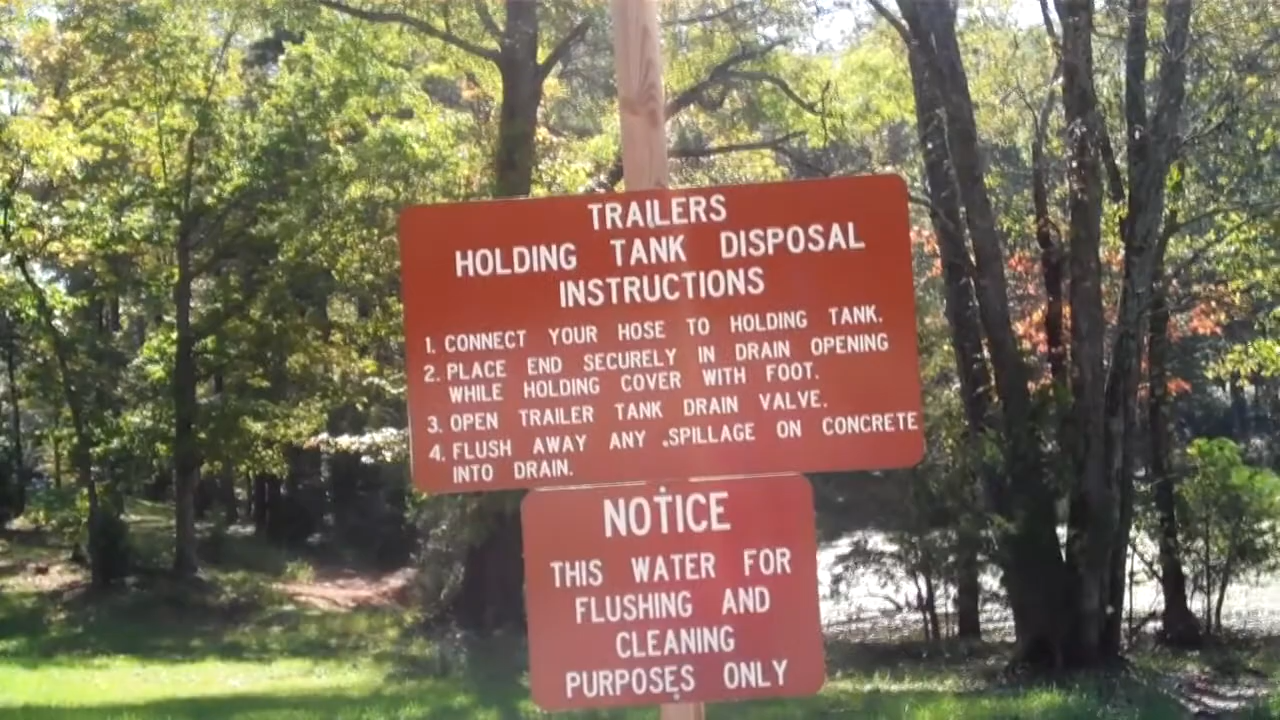 TRAILERS
HOLDING TANK DISPOSAL
INSTRUCTIONS
1. CONNECT YOUR HOSE TO HOLDING TANK.
2. PLACE END SECURELY IN DRAIN OPENING
WHILE HOLDING COVER WITH FOOT.
3. OPEN TRAILER TANK DRAIN VALVE.
4. FLUSH AWAY ANY SPILLAGE ON CONCRETE
INTO DRAIN.
NOTICE
THIS WATER FOR
FLUSHING AND
CLEANING
PURPOSES ONLY